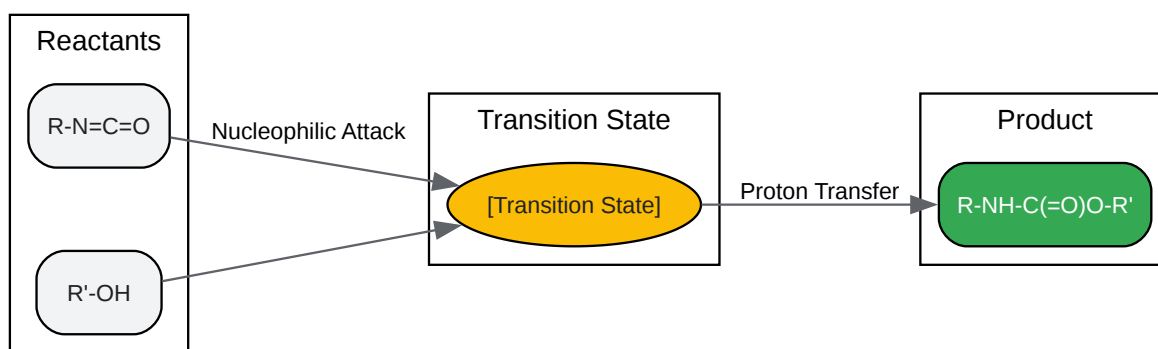 Reactants
R-N=C=O
R'-OH
Nucleophilic Attack
Transition State
[Transition State]
Proton Transfer
Product
R-NH-C(=O)O-R'